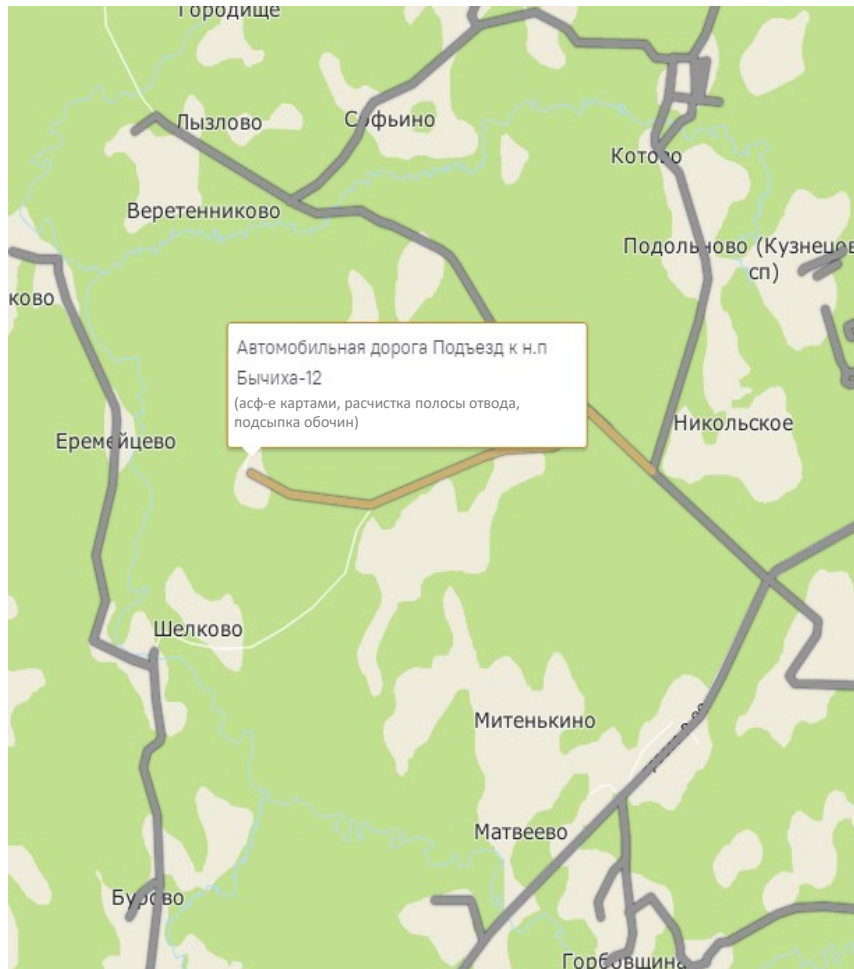 Городище
Лызлово
Софьино
Котово
Веретенниково
Подольново (Кузнецов
сп)
ково
Автомобильная дорога Подъезд к н.п
Бычиха-12
(асф-е картами, расчистка полосы отвода,
подсыпка обочин)
Никольское
Еремейцево
Шелково
Митенькино
Матвеево
Бурово
Горбовщина